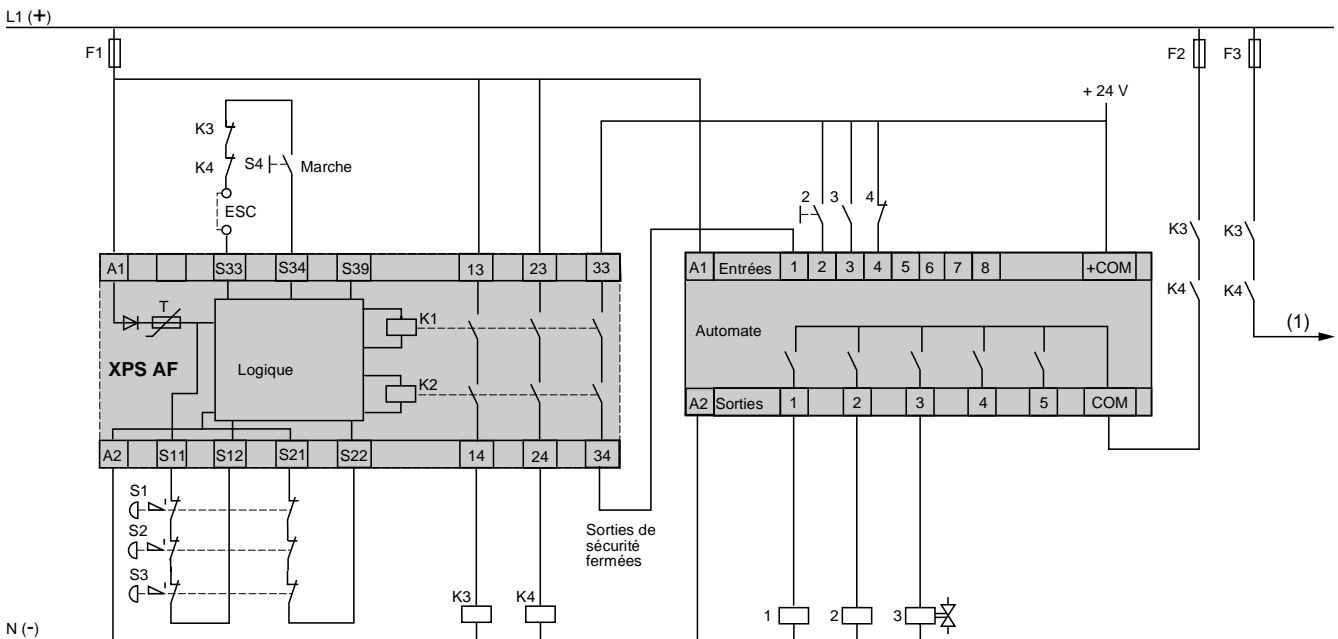 L1 (+)
F1 F2 F3
+ 24 V
K3
K4 S4 Marche
ESC
2 3 4
K3 K3
K4 K4
A1 S33 S34 S39 13 23 33
A1 Entrées 1 2 3 4 5 6 7 8 +COM
T
K1
XPS AF Logique
K2
Automate
(1)
A2 Sorties 1 2 3 4 5 COM
A2 S11 S12 S21 S22 14 24 34
S1
S2
S3
Sorties de
sécurité
fermées
K3 K4
1 2 3
N (-)